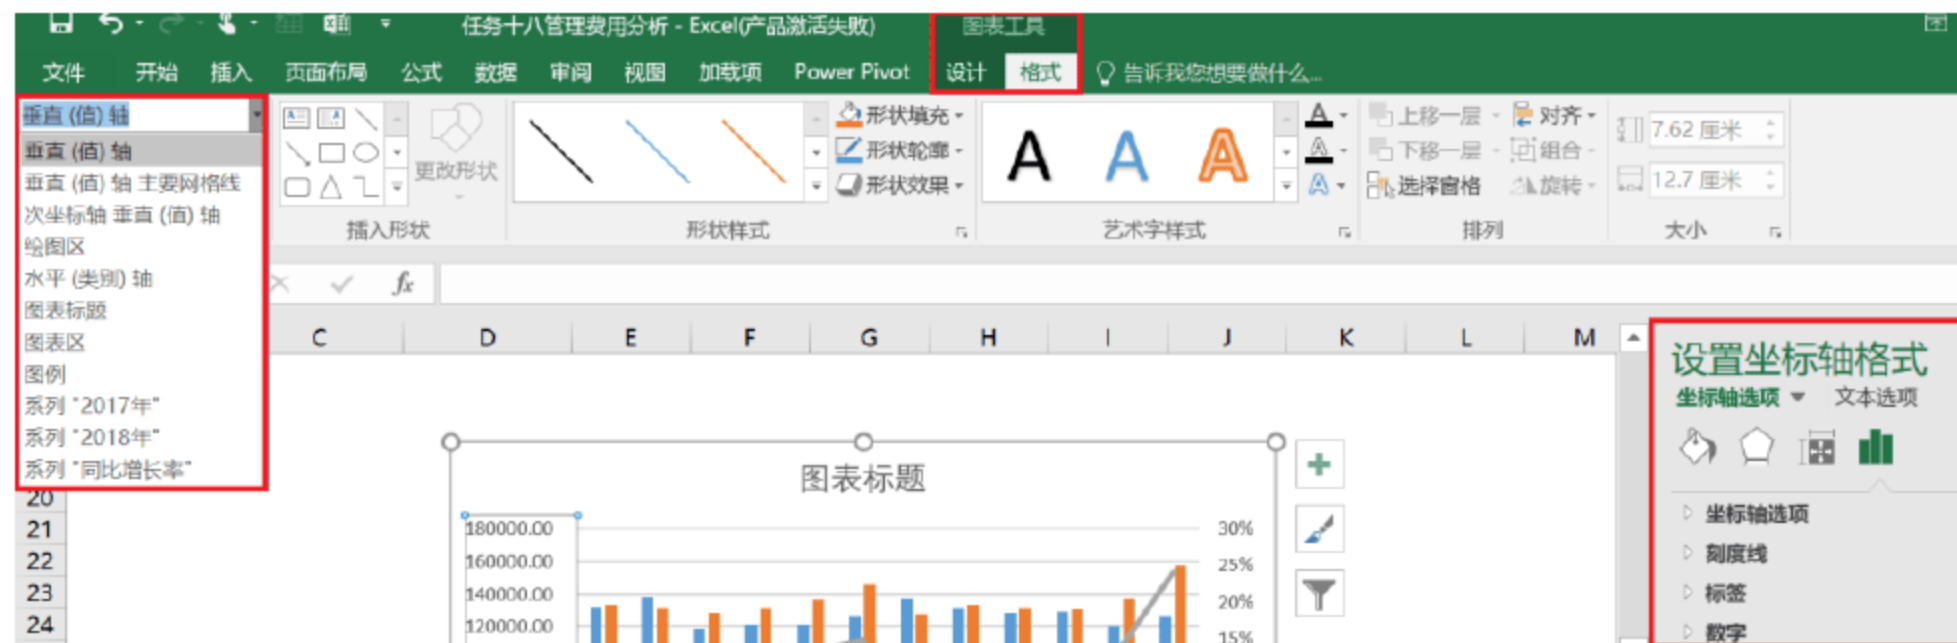 任务十八管理费用分析 - Excel(产品激活失败)
图表工具
文件 开始 插入 页面布局 公式 数据 审阅 视图 加载项 Power Pivot 设计 格式 告诉我您想要做什么...
垂直 (值) 轴
垂直 (值) 轴
垂直 (值) 轴 主要网格线
次坐标轴 垂直 (值) 轴
绘图区
水平 (类别) 轴
图表标题
图表区
图例
系列 "2017年"
系列 "2018年"
系列 "同比增长率"
更改形状
插入形状
形状填充
形状轮廓
形状效果
形状样式
A A A
艺术字样式
上移一层 对齐
下移一层 组合
选择窗格 旋转
排列
7.62 厘米
12.7 厘米
大小
fx
C D E F G H I J K L M
20
21
22
23
24
图表标题
180000.00
160000.00
140000.00
120000.00
30%
25%
20%
15%
设置坐标轴格式
坐标轴选项 文本选项
坐标轴选项
刻度线
标签
数字